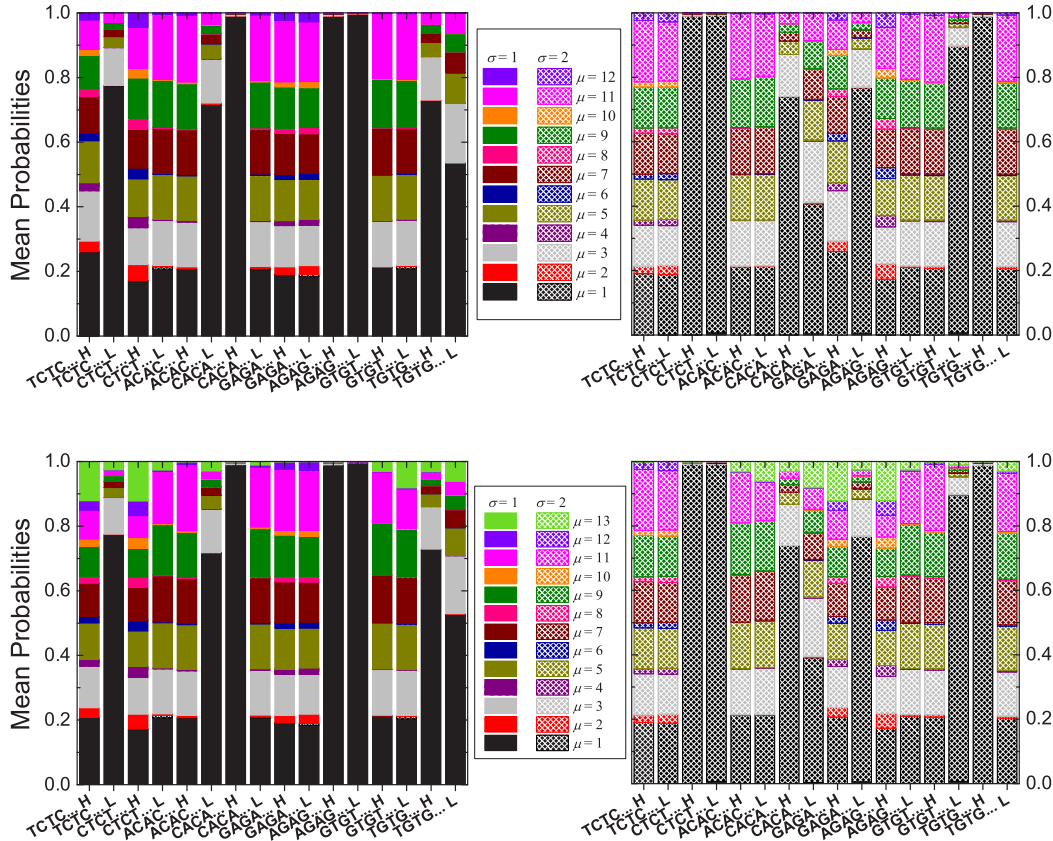 1.0
0.8
0.6
0.4
0.2
0.0
Mean Probabilities
TCTC... H
TCTC... L
CTCT... H
CTCT... L
ACAC... H
ACAC... L
CACA... H
CACA... L
GAGA... H
GAGA... L
AGAG... H
AGAG... L
GTGT... H
GTGT... L
TGTG... H
TGTG... L
σ = 1 σ = 2
μ = 12
μ = 11
μ = 10
μ = 9
μ = 8
μ = 7
μ = 6
μ = 5
μ = 4
μ = 3
μ = 2
μ = 1
1.0
0.8
0.6
0.4
0.2
0.0
TCTC... H
TCTC... L
CTCT... H
CTCT... L
ACAC... H
ACAC... L
CACA... H
CACA... L
GAGA... H
GAGA... L
AGAG... H
AGAG... L
GTGT... H
GTGT... L
TGTG... H
TGTG... L
1.0
0.8
0.6
0.4
0.2
0.0
Mean Probabilities
TCTC... H
TCTC... L
CTCT... H
CTCT... L
ACAC... H
ACAC... L
CACA... H
CACA... L
GAGA... H
GAGA... L
AGAG... H
AGAG... L
GTGT... H
GTGT... L
TGTG... H
TGTG... L
σ = 1 σ = 2
μ = 13
μ = 12
μ = 11
μ = 10
μ = 9
μ = 8
μ = 7
μ = 6
μ = 5
μ = 4
μ = 3
μ = 2
μ = 1
1.0
0.8
0.6
0.4
0.2
0.0
TCTC... H
TCTC... L
CTCT... H
CTCT... L
ACAC... H
ACAC... L
CACA... H
CACA... L
GAGA... H
GAGA... L
AGAG... H
AGAG... L
GTGT... H
GTGT... L
TGTG... H
TGTG... L